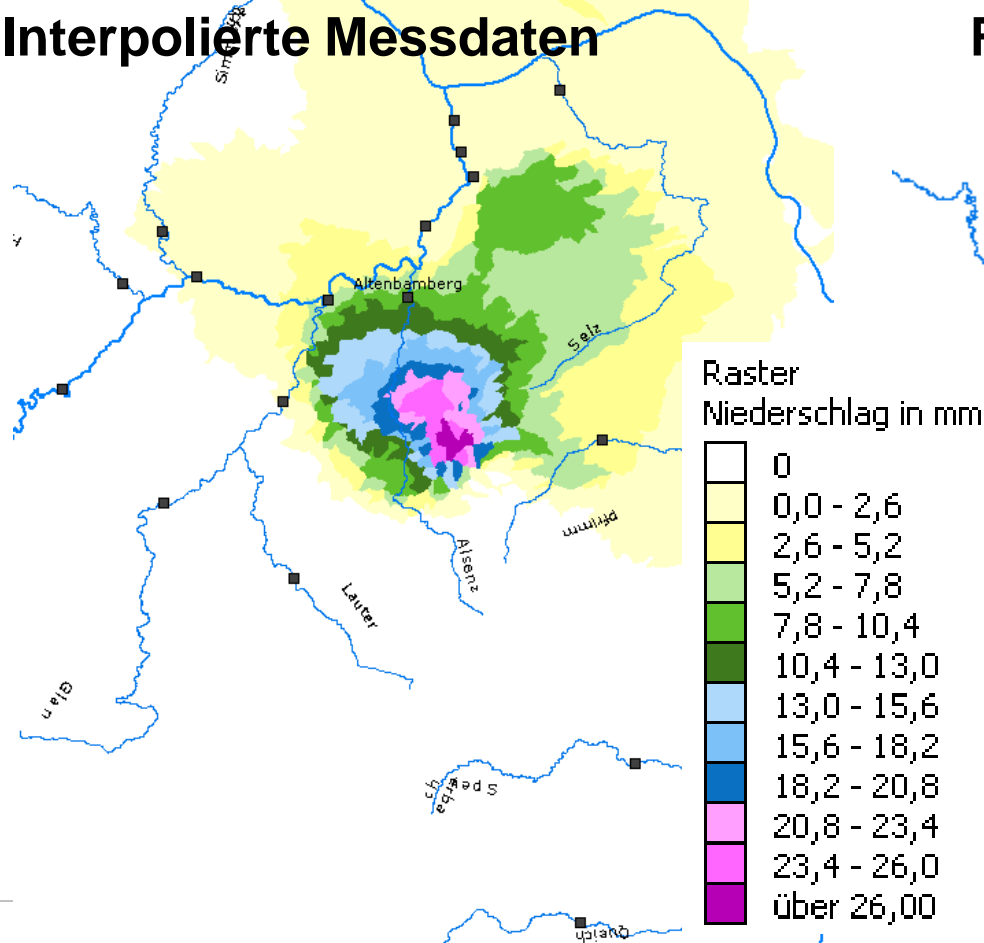 Interpolierte Messdaten
Altenbamberg
Selz
Pfrimm
Alsenz
Lauter
Glan
Spe
yerba
Queich
Raster
Niederschlag in mm
0
0,0 - 2,6
2,6 - 5,2
5,2 - 7,8
7,8 - 10,4
10,4 - 13,0
13,0 - 15,6
15,6 - 18,2
18,2 - 20,8
20,8 - 23,4
23,4 - 26,0
über 26,00